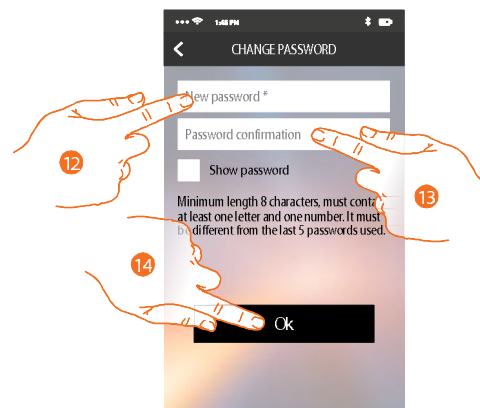 1:45 PM
CHANGE PASSWORD
New password *
Password confirmation
Show password
Minimum length 8 characters, must conta
at least one letter and one number. It must
be different from the last 5 passwords used.
Ok
12
13
14